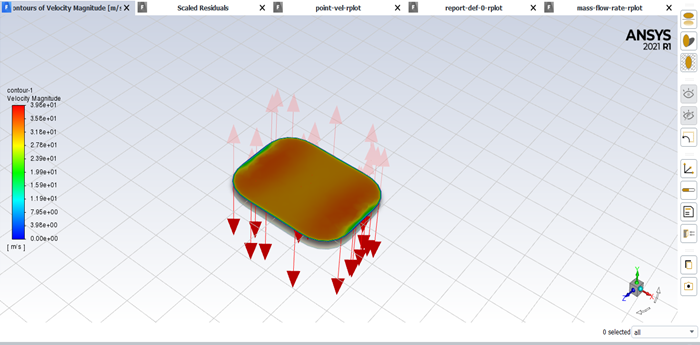 ontours of Velocity Magnitude [m/s
Scaled Residuals
point-vel-rplot
report-def-0-rplot
mass-flow-rate-rplot
ANSYS
2021 R1
contour-1
Velocity Magnitude
3.98e+01
3.58e+01
3.18e+01
2.78e+01
2.39e+01
1.99e+01
1.59e+01
1.19e+01
7.95e+00
3.98e+00
0.00e+00
[ m/s ]
0 selected all